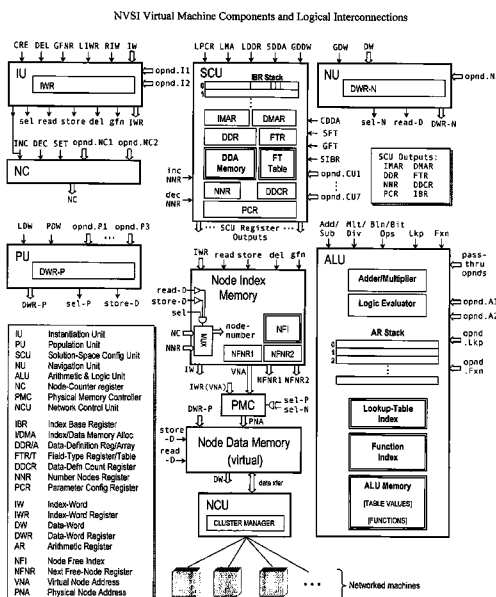 NVSI Virtual Machine Components and Logical Interconnections
CRE DEL GFNR LIWR RIW IW
IU
IWR
opnd.I1
opnd.I2
sel read store del gfn IWR
INC DEC SET opnd.NC1 opnd.NC2
NC
NC
LDW PDW opnd.P1 ... opnd.P3
PU
DWR-P
DWR-P sel-P store-D
LPCR LMA LDDR SDDA GDDW
SCU
IBR Stack
0
1
IMAR DMAR
DDR FTR
DDA Memory
FT Table
NNR DDCR
PCR
inc NNR
dec NNR
CDDA
SFT
GFT
SIBR
opnd.CU1
opnd.CU7
... SCU Register ... Outputs
GDW DW
NU
DWR-N
opnd.N
sel-N read-D DWR-N
SCU Outputs:
IMAR DMAR
DDR FTR
NNR DDCR
PCR IBR
IWR read store del gfn
Node Index Memory
read-D
store-D
sel
NC
NNR
MUX
node-number
NFI
NFNR1 NFNR2
IW VNA NFNR1 NFNR2
IWR(VNA)
DWR-P
PMC
sel-P
sel-N
PNA
store-D
read-D
Node Data Memory (virtual)
DW data xfer
NCU
CLUSTER MANAGER
...
Networked machines
Add/Sub Mlt/Div Bln/Bit Ops Lkp Fxn
ALU
Adder/Multiplier
Logic Evaluator
AR Stack
0
1
2
Lookup-Table Index
Function Index
ALU Memory
[TABLE VALUES]
[FUNCTIONS]
pass-thru opnds
opnd.A1
opnd.A2
opnd.Lkp
opnd.Fxn
IU Instantiation Unit
PU Population Unit
SCU Solution-Space Config Unit
NU Navigation Unit
ALU Arithmetic & Logic Unit
NC Node-Counter register
PMC Physical Memory Controller
NCU Network Control Unit
IBR Index Base Register
I/DMA Index/Data Memory Alloc
DDR/A Data-Definition Reg/Array
FTR/T Field-Type Register/Table
DDCR Data-Defn Count Register
NNR Number Nodes Register
PCR Parameter Config Register
IW Index-Word
IWR Index-Word Register
DW Data-Word
DWR Data-Word Register
AR Arithmetic Register
NFI Node Free Index
NFNR Next Free-Node Register
VNA Virtual Node Address
PNA Physical Node Address